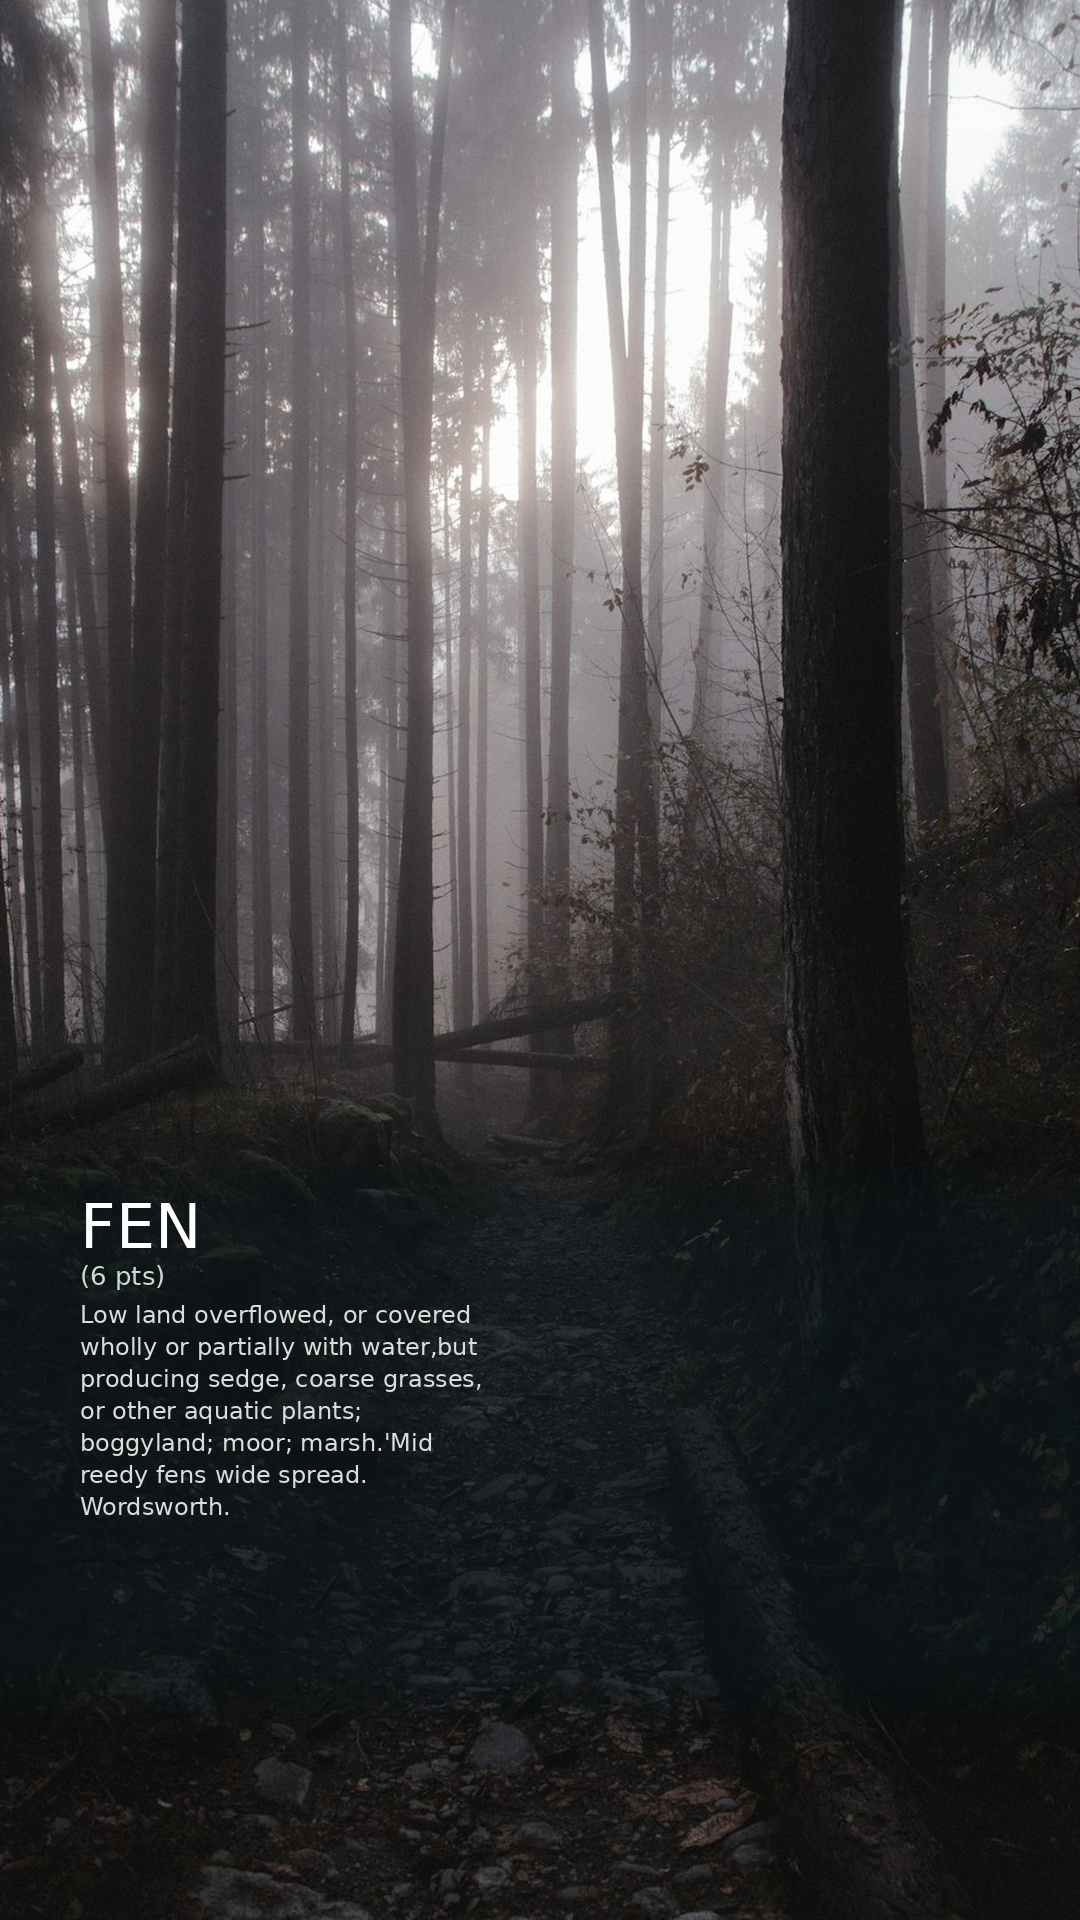 FEN
(6 pts)
Low land overflowed, or covered
wholly or partially with water,but
producing sedge, coarse grasses,
or other aquatic plants;
boggyland; moor; marsh.'Mid
reedy fens wide spread.
Wordsworth.